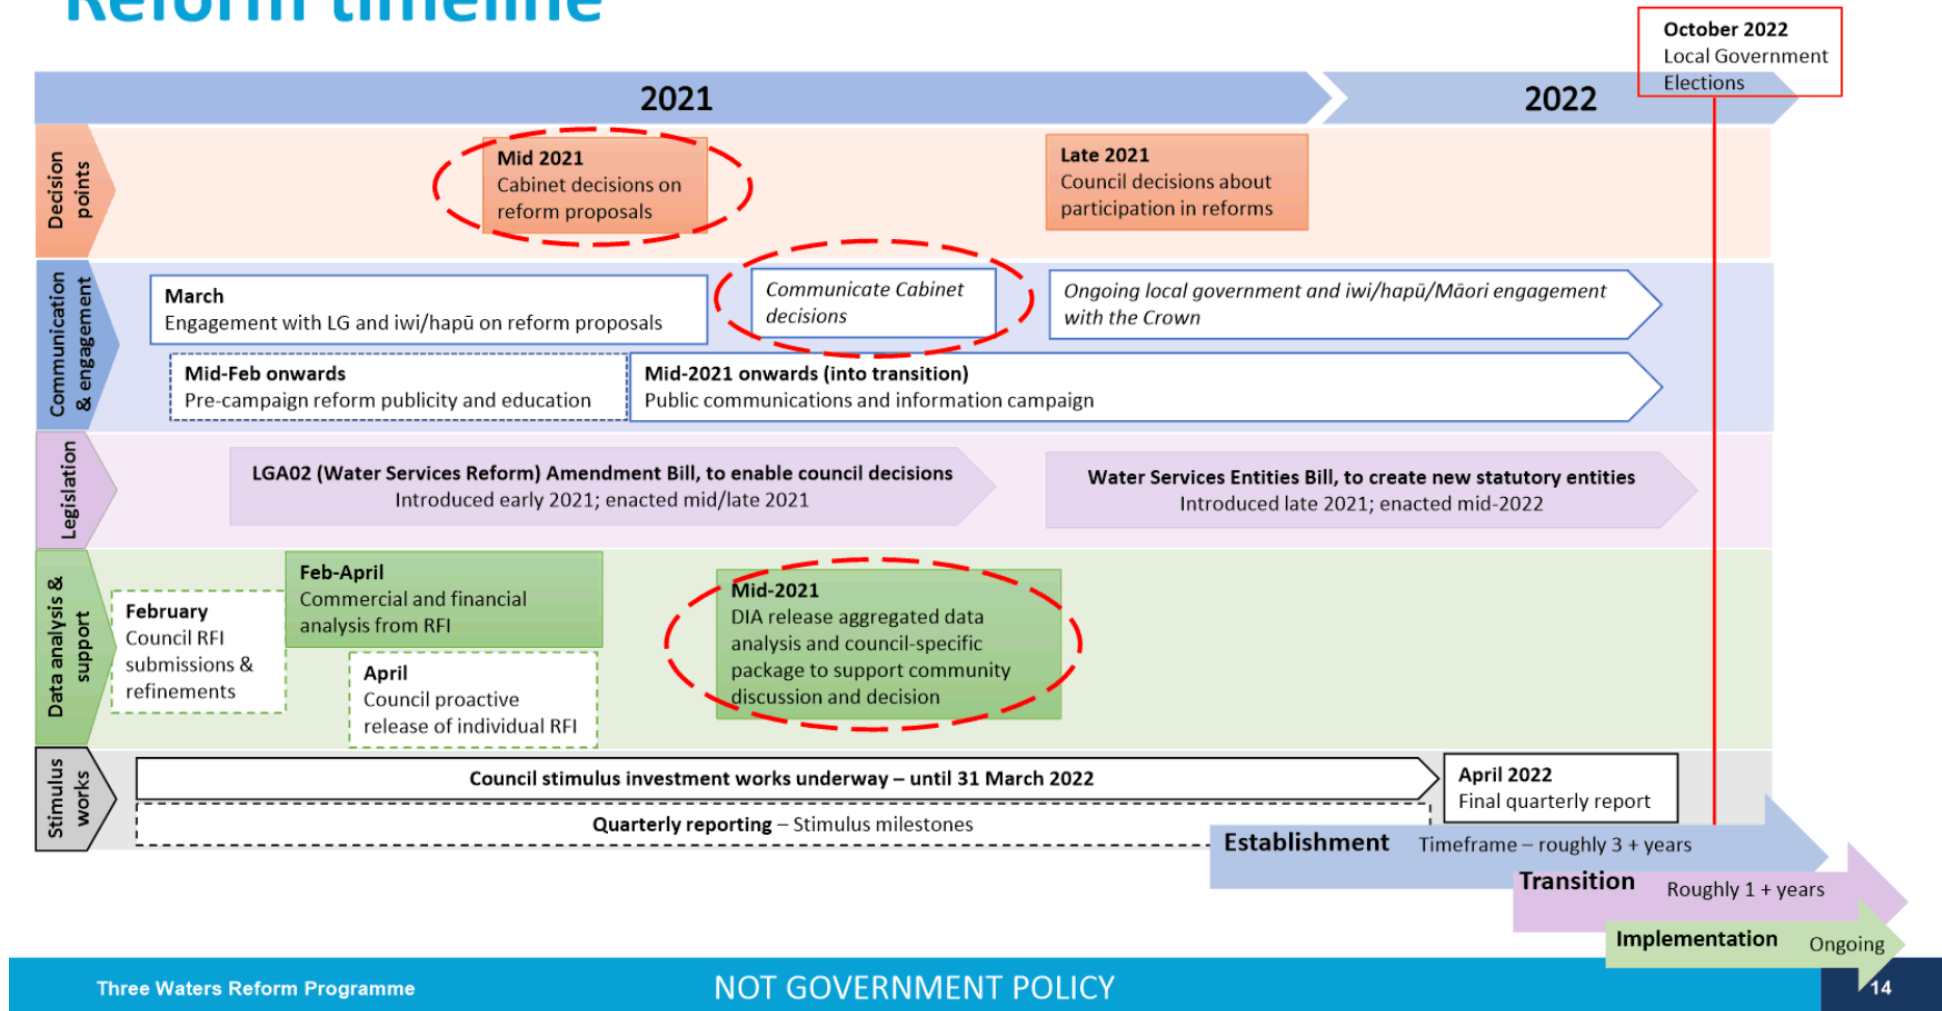 Reform timeline
October 2022
Local Government
Elections
2021
2022
Decision
points
Mid 2021
Cabinet decisions on
reform proposals
Late 2021
Council decisions about
participation in reforms
Communication
& engagement
March
Engagement with LG and iwi/hapū on reform proposals
Communicate Cabinet
decisions
Ongoing local government and iwi/hapū/Māori engagement
with the Crown
Mid-Feb onwards
Pre-campaign reform publicity and education
Mid-2021 onwards (into transition)
Public communications and information campaign
Legislation
LGA02 (Water Services Reform) Amendment Bill, to enable council decisions
Introduced early 2021; enacted mid/late 2021
Water Services Entities Bill, to create new statutory entities
Introduced late 2021; enacted mid-2022
Data analysis &
support
February
Council RFI
submissions &
refinements
Feb-April
Commercial and financial
analysis from RFI
April
Council proactive
release of individual RFI
Mid-2021
DIA release aggregated data
analysis and council-specific
package to support community
discussion and decision
Stimulus
works
Council stimulus investment works underway – until 31 March 2022
Quarterly reporting – Stimulus milestones
April 2022
Final quarterly report
Establishment Timeframe – roughly 3 + years
Transition Roughly 1 + years
Implementation Ongoing
Three Waters Reform Programme
NOT GOVERNMENT POLICY
14